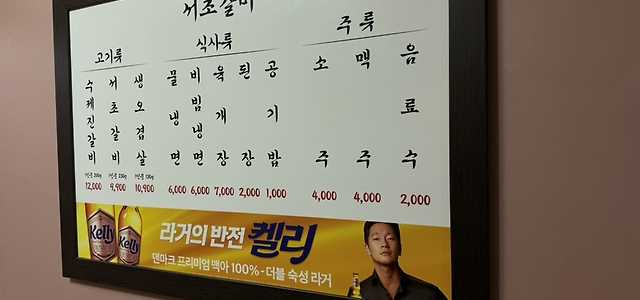 서초갈비
고기류
수제진갈비 12,000
서초갈비 9,900
생오겹살 10,900
식사류
물냉면 6,000
비빔냉면 6,000
육개장 7,000
된장 2,000
공기밥 1,000
주류
소주 4,000
맥주 4,000
음료수 2,000
Kelly
Kelly
라거의 반전 켈리
덴마크 프리미엄 맥아 100% - 더블 숙성 라거